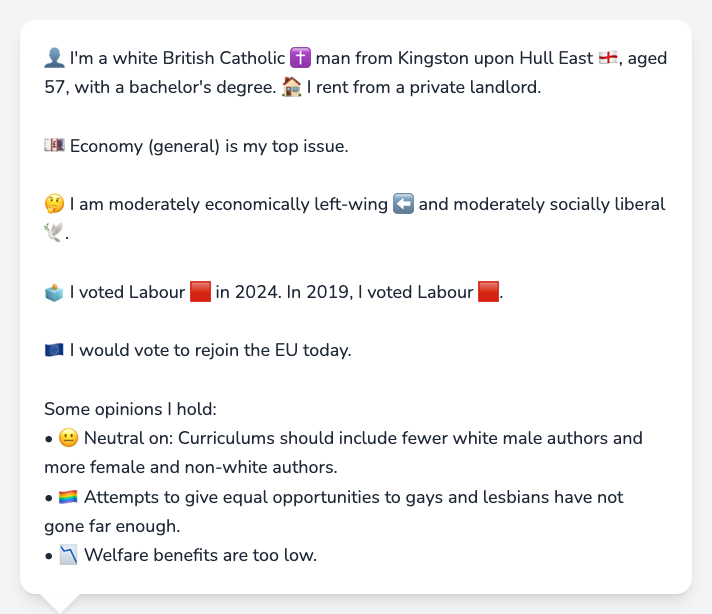 👤 I'm a white British Catholic ✝️ man from Kingston upon Hull East 🏴󠁧󠁢󠁥󠁮󠁧󠁿, aged
57, with a bachelor's degree. 🏠 I rent from a private landlord.
💷 Economy (general) is my top issue.
🤔 I am moderately economically left-wing ⬅️ and moderately socially liberal
🕊️.
🗳️ I voted Labour 🟥 in 2024. In 2019, I voted Labour 🟥.
🇪🇺 I would vote to rejoin the EU today.
Some opinions I hold:
• 😐 Neutral on: Curriculums should include fewer white male authors and
more female and non-white authors.
• 🏳️‍🌈 Attempts to give equal opportunities to gays and lesbians have not
gone far enough.
• 📉 Welfare benefits are too low.